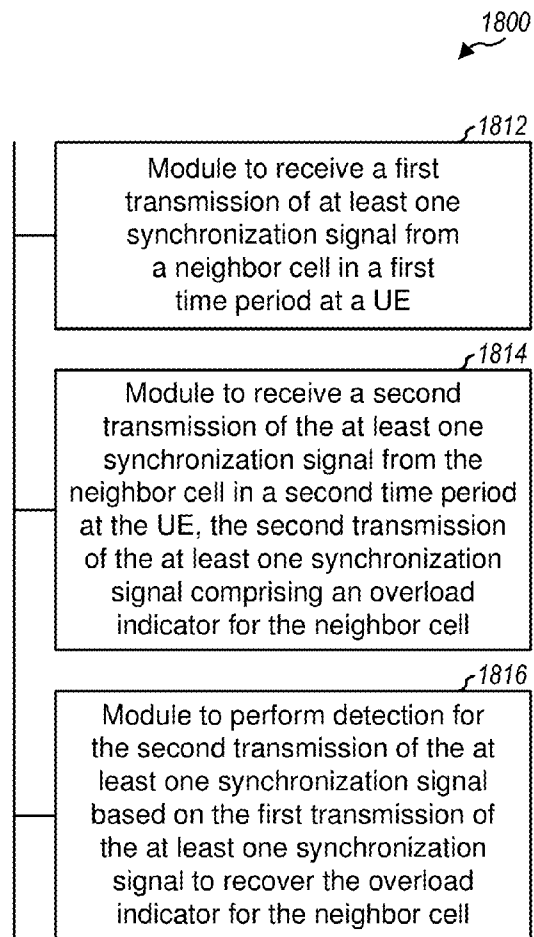 1800
1812
Module to receive a first
transmission of at least one
synchronization signal from
a neighbor cell in a first
time period at a UE
1814
Module to receive a second
transmission of the at least one
synchronization signal from the
neighbor cell in a second time period
at the UE, the second transmission
of the at least one synchronization
signal comprising an overload
indicator for the neighbor cell
1816
Module to perform detection for
the second transmission of the at
least one synchronization signal
based on the first transmission of
the at least one synchronization
signal to recover the overload
indicator for the neighbor cell